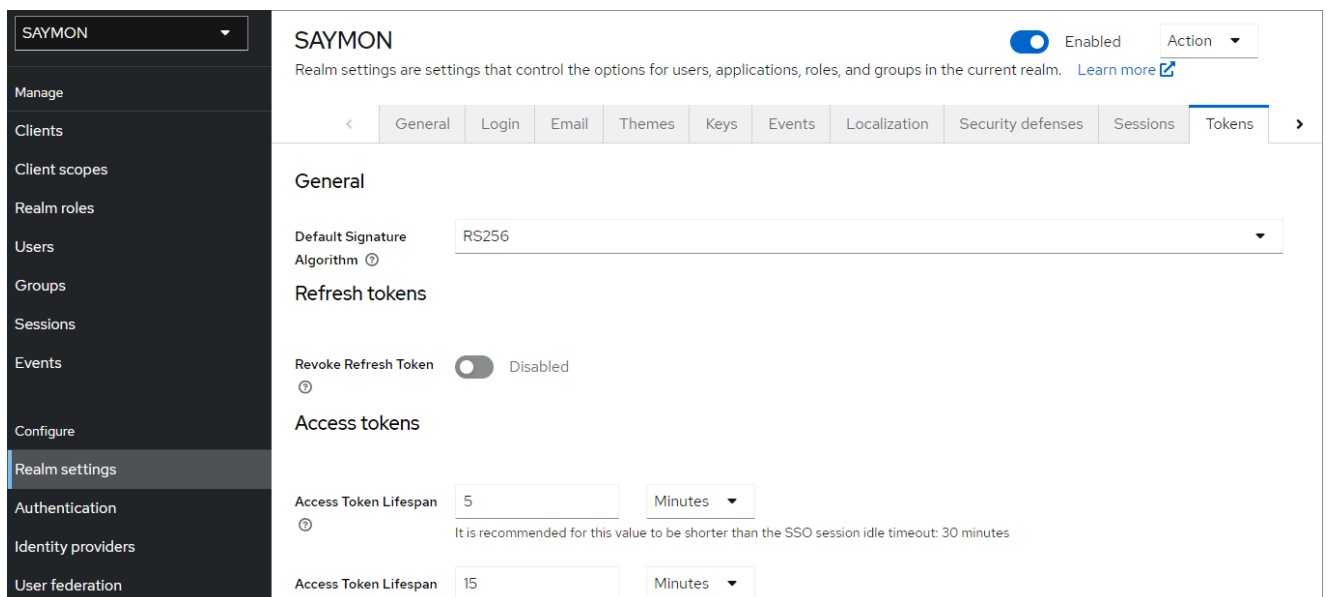 SAYMON
Manage
Clients
Client scopes
Realm roles
Users
Groups
Sessions
Events
Configure
Realm settings
Authentication
Identity providers
User federation
SAYMON
Enabled
Action
Realm settings are settings that control the options for users, applications, roles, and groups in the current realm. Learn more
General Login Email Themes Keys Events Localization Security defenses Sessions Tokens
General
Default Signature
Algorithm
RS256
Refresh tokens
Revoke Refresh Token
Disabled
Access tokens
Access Token Lifespan
5 Minutes
It is recommended for this value to be shorter than the SSO session idle timeout: 30 minutes
Access Token Lifespan
15 Minutes